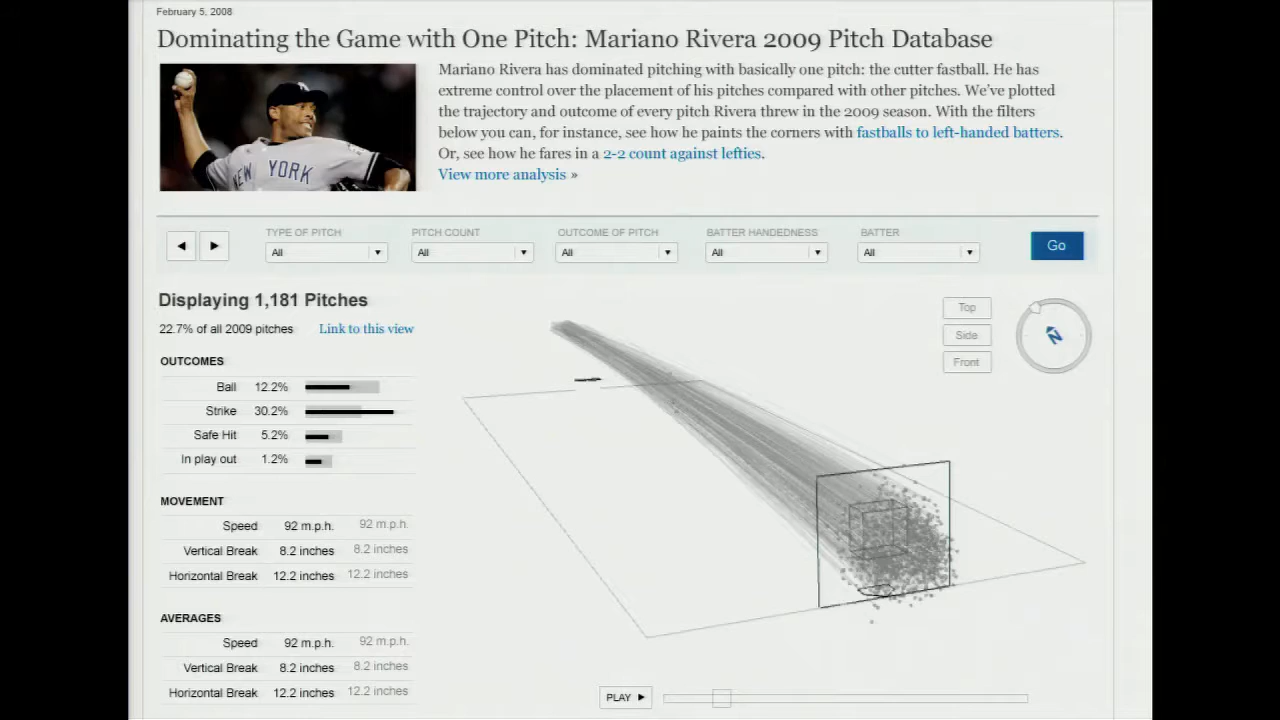 February 5, 2008
Dominating the Game with One Pitch: Mariano Rivera 2009 Pitch Database
Mariano Rivera has dominated pitching with basically one pitch: the cutter fastball. He has
extreme control over the placement of his pitches compared with other pitches. We've plotted
the trajectory and outcome of every pitch Rivera threw in the 2009 season. With the filters
below you can, for instance, see how he paints the corners with fastballs to left-handed batters.
Or, see how he fares in a 2-2 count against lefties.
View more analysis »
NEW YORK
TYPE OF PITCH PITCH COUNT OUTCOME OF PITCH BATTER HANDEDNESS BATTER
All All All All All Go
Displaying 1,181 Pitches
22.7% of all 2009 pitches Link to this view
Top
Side
Front
OUTCOMES
Ball 12.2%
Strike 30.2%
Safe Hit 5.2%
In play out 1.2%
MOVEMENT
Speed 92 m.p.h. 92 m.p.h.
Vertical Break 8.2 inches 8.2 inches
Horizontal Break 12.2 inches 12.2 inches
AVERAGES
Speed 92 m.p.h. 92 m.p.h.
Vertical Break 8.2 inches 8.2 inches
Horizontal Break 12.2 inches 12.2 inches
PLAY